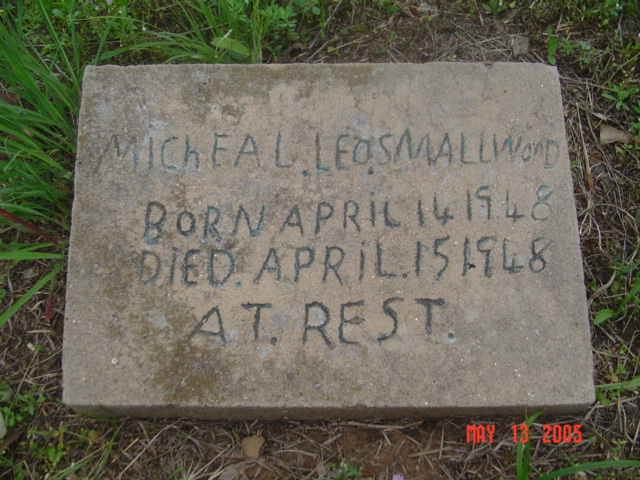 MIChEAL.LEO.SMALLWOOD
BORN APRIL 14 1948
DIED. APRIL.15 1948
AT. REST.
MAY 13 2005